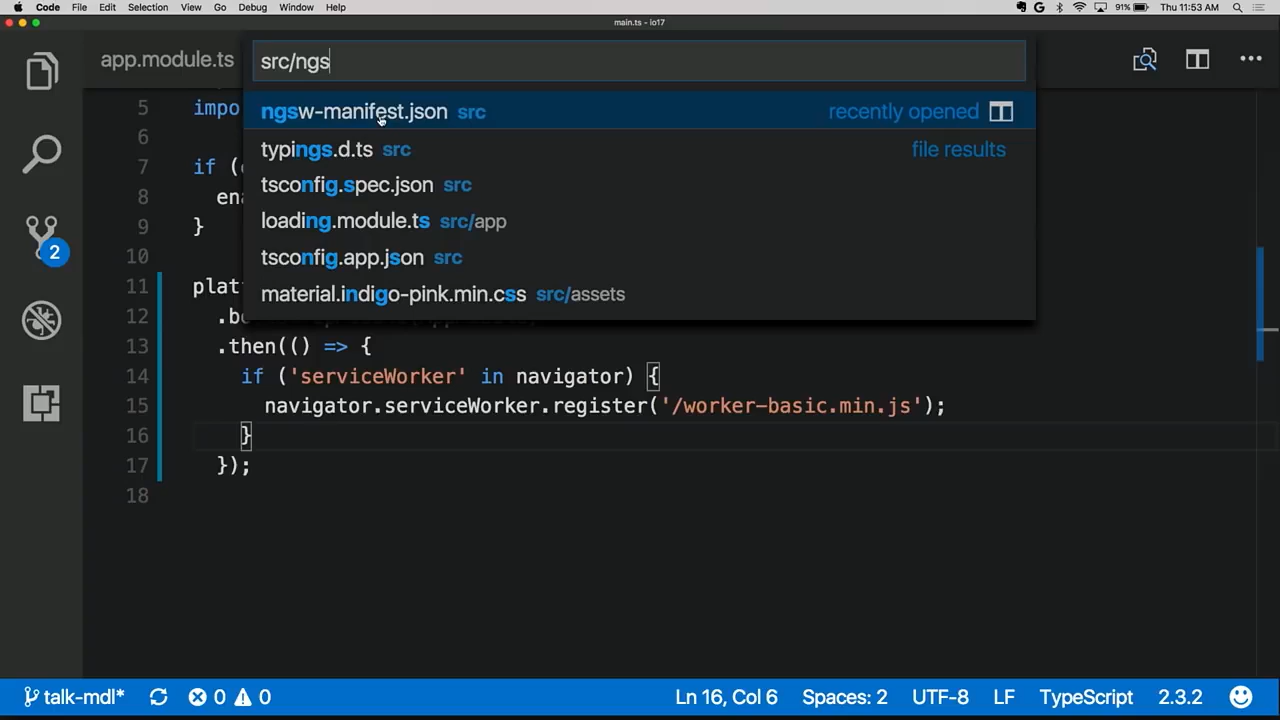 Code File Edit Selection View Go Debug Window Help 91% Thu 11:53 AM
main.ts - io17
app.module.ts
src/ngs
ngsw-manifest.json src recently opened
typings.d.ts src file results
tsconfig.spec.json src
loading.module.ts src/app
tsconfig.app.json src
material.indigo-pink.min.css src/assets
5 impo
6
7 if (
8 ena
9 }
10
11 plat
12
13 .then(() => {
14 if ('serviceWorker' in navigator) {
15 navigator.serviceWorker.register('/worker-basic.min.js');
16 }
17 });
18
2
talk-mdl* 0 0 Ln 16, Col 6 Spaces: 2 UTF-8 LF TypeScript 2.3.2